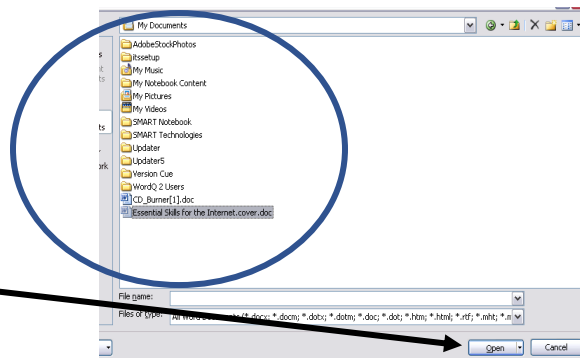 My Documents
AdobeStockPhotos
itssetup
My Music
My Notebook Content
My Pictures
My Videos
SMART Notebook
SMART Technologies
Updater
Updater5
Version Cue
WordQ 2 Users
CD_Burner[1].doc
Essential Skills for the Internet.cover.doc
File name:
Files of type: All Word Documents (*.docx; *.docm; *.dotx; *.dotm; *.doc; *.dot; *.htm; *.html; *.rtf; *.mht; *.m
Open Cancel